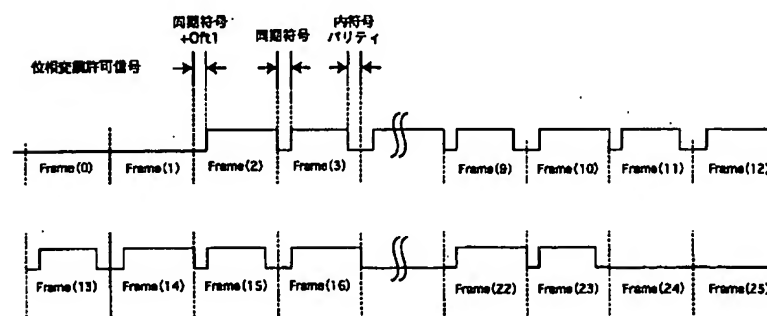 同期符号
+Oft1
同期符号
内符号
パリティ
位相変調許可信号
Frame(0) Frame(1) Frame(2) Frame(3) Frame(9) Frame(10) Frame(11) Frame(12)
Frame(13) Frame(14) Frame(15) Frame(16) Frame(22) Frame(23) Frame(24) Frame(25)